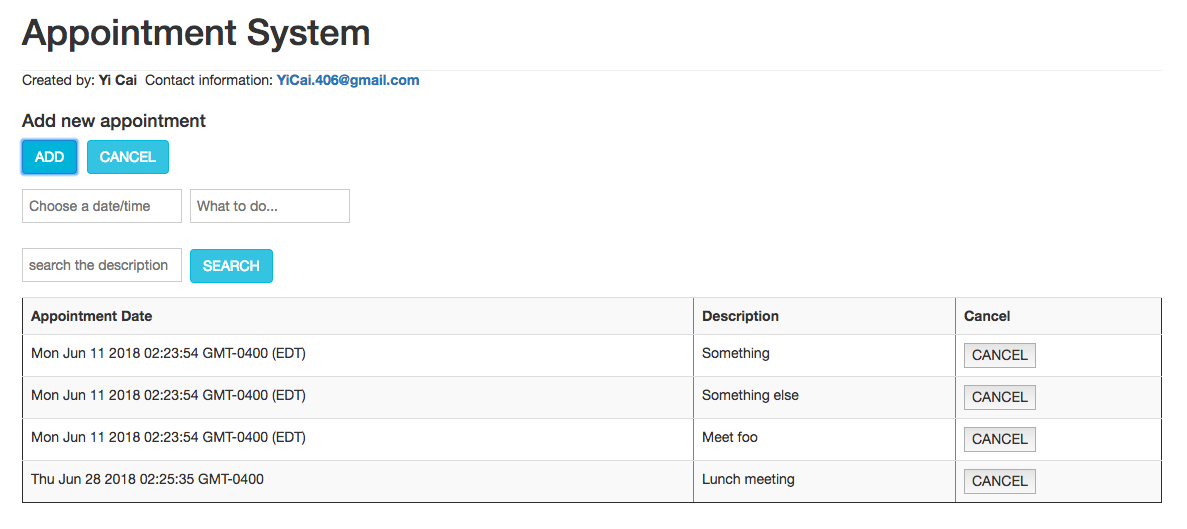 Appointment System
Created by: Yi Cai Contact information: YiCai.406@gmail.com
Add new appointment
ADD CANCEL
Choose a date/time What to do...
search the description SEARCH
Appointment Date Description Cancel
Mon Jun 11 2018 02:23:54 GMT-0400 (EDT) Something CANCEL
Mon Jun 11 2018 02:23:54 GMT-0400 (EDT) Something else CANCEL
Mon Jun 11 2018 02:23:54 GMT-0400 (EDT) Meet foo CANCEL
Thu Jun 28 2018 02:25:35 GMT-0400 Lunch meeting CANCEL